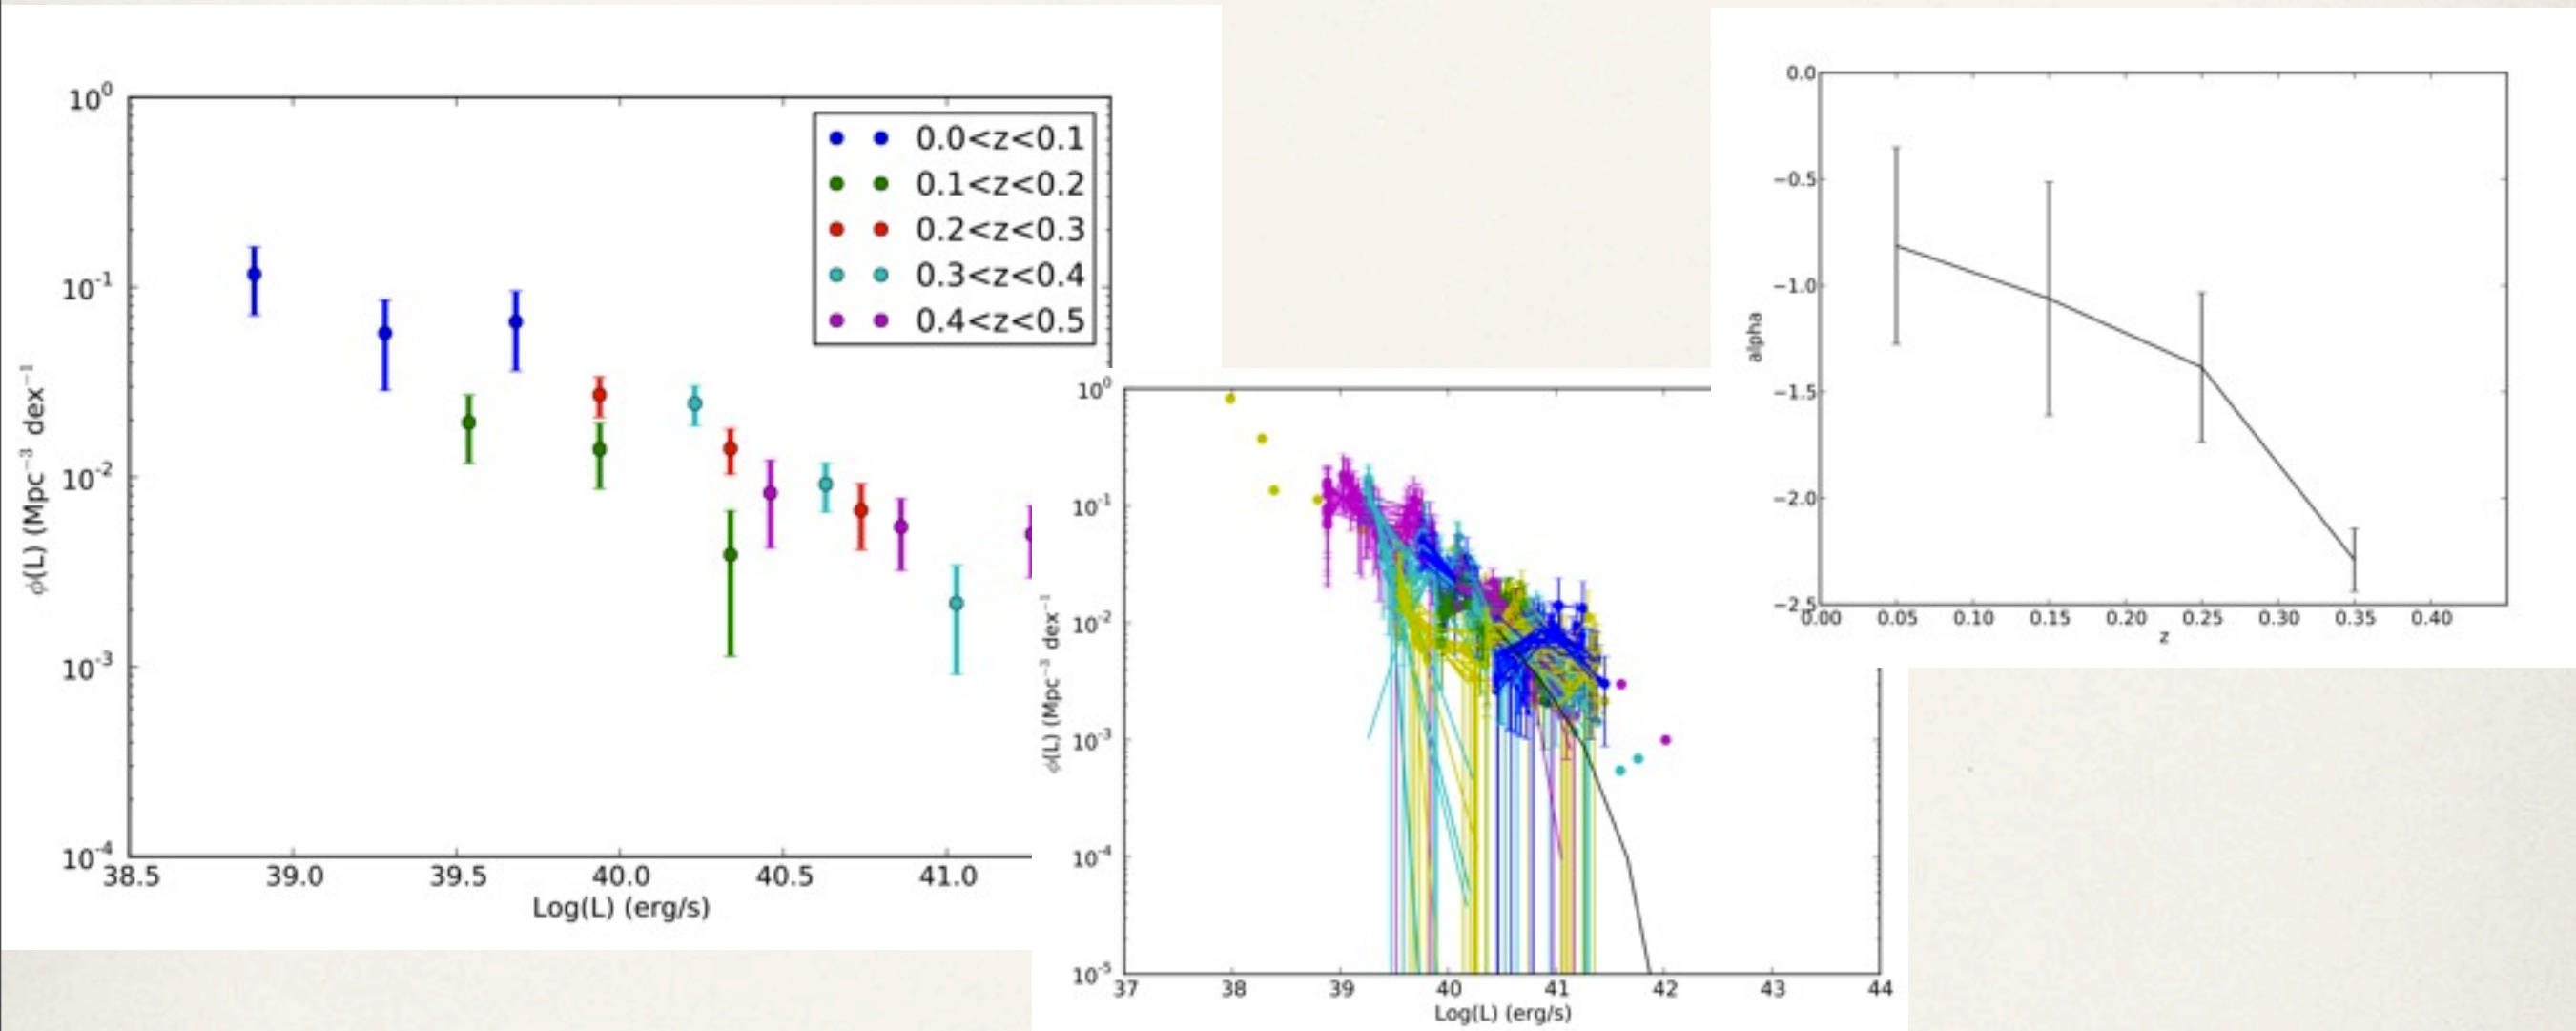 10^0
10^-1
10^-2
10^-3
10^-4
ϕ(L) (Mpc^-3 dex^-1
38.5 39.0 39.5 40.0 40.5 41.0
Log(L) (erg/s)
0.0<z<0.1
0.1<z<0.2
0.2<z<0.3
0.3<z<0.4
0.4<z<0.5
10^0
10^-1
10^-2
10^-3
10^-4
10^-5
ϕ(L) (Mpc^-3 dex^-1
37 38 39 40 41 42 43 44
Log(L) (erg/s)
0.0
−0.5
−1.0
−1.5
−2.0
−2.5
alpha
0.00 0.05 0.10 0.15 0.20 0.25 0.30 0.35 0.40
z